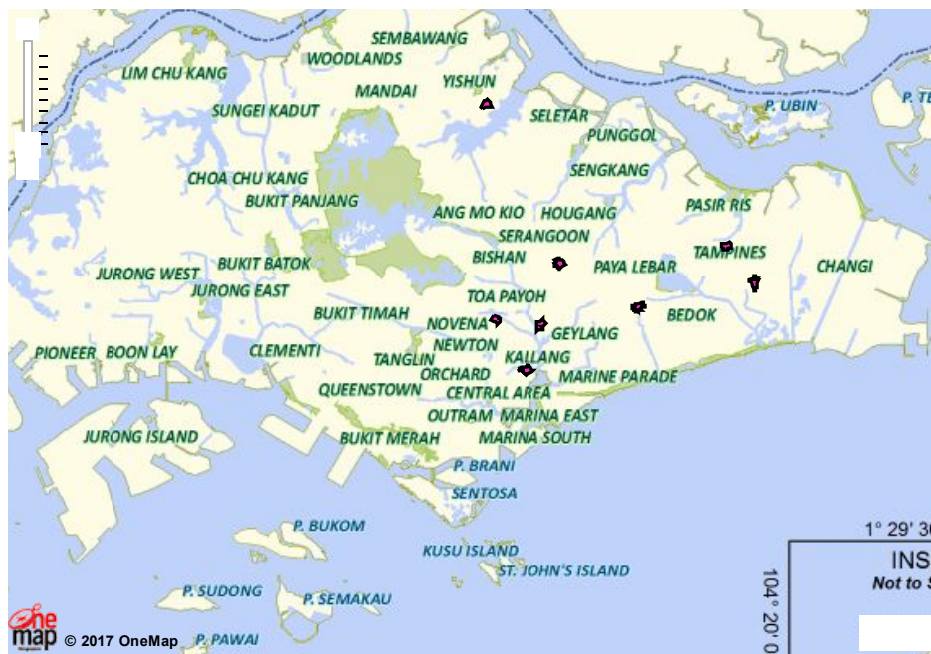 SEMBAWANG
WOODLANDS
LIM CHU KANG
YISHUN
MANDAI
P. UBIN
P. TE
SUNGEI KADUT
SELETAR
PUNGGOL
SENGKANG
CHOA CHU KANG
BUKIT PANJANG
PASIR RIS
ANG MO KIO
HOUGANG
SERANGOON
TAMPINES
BISHAN
BUKIT BATOK
PAYA LEBAR
CHANGI
JURONG WEST
JURONG EAST
TOA PAYOH
BUKIT TIMAH
BEDOK
NOVENA
GEYLANG
NEWTON
PIONEER
BOON LAY
CLEMENTI
TANGLIN
KALLANG
ORCHARD
MARINE PARADE
QUEENSTOWN
CENTRAL AREA
OUTRAM
MARINA EAST
JURONG ISLAND
BUKIT MERAH
MARINA SOUTH
P. BRANI
SENTOSA
P. BUKOM
1° 29' 30
KUSU ISLAND
INS
ST. JOHN'S ISLAND
Not to S
P. SUDONG
P. SEMAKAU
104° 20' 0
one
map
© 2017 OneMap
P. PAWAI